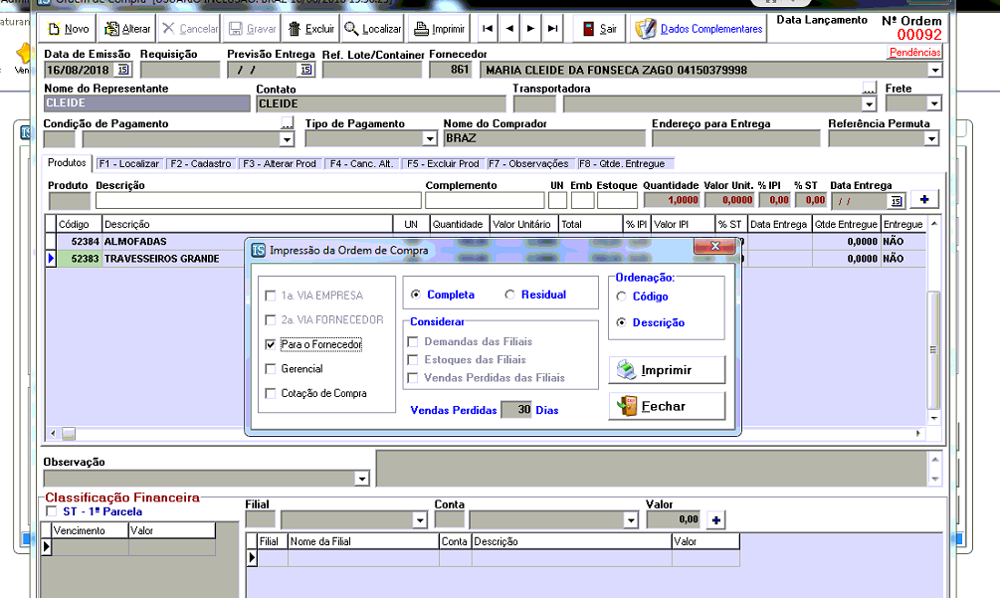 Novo Alterar Cancelar Gravar Excluir Localizar Imprimir Sair Dados Complementares Data Lançamento Nº Ordem
00092
Pendências
Data de Emissão Requisição Previsão Entrega Ref. Lote/Container Fornecedor
16/08/2018 15 / / 15 861 MARIA CLEIDE DA FONSECA ZAGO 04150379998
Nome do Representante Contato Transportadora ... Frete
CLEIDE CLEIDE
Condição de Pagamento ... Tipo de Pagamento Nome do Comprador Endereço para Entrega Referência Permuta
BRAZ
Produtos F1 - Localizar F2 - Cadastro F3 - Alterar Prod F4 - Canc. Alt. F5 - Excluir Prod F7 - Observações F8 - Qtde. Entregue
Produto Descrição Complemento UN Emb Estoque Quantidade Valor Unit. % IPI % ST Data Entrega
1,0000 0,0000 0,00 0,00 / / 15 +
Código Descrição UN Quantidade Valor Unitário Total % IPI Valor IPI % ST Data Entrega Qtde Entregue Entregue
52384 ALMOFADAS 0,0000 NÃO
52383 TRAVESSEIROS GRANDE 0,0000 NÃO
IS Impressão da Ordem de Compra
1a. VIA EMPRESA
2a. VIA FORNECEDOR
Para o Fornecedor
Gerencial
Cotação de Compra
Completa Residual
Considerar
Demandas das Filiais
Estoques das Filiais
Vendas Perdidas das Filiais
Vendas Perdidas 30 Dias
Ordenação:
Código
Descrição
Imprimir
Fechar
Observação
Classificação Financeira
ST - 1ª Parcela
Vencimento Valor
Filial Conta Valor
0,00 +
Filial Nome da Filial Conta Descrição Valor